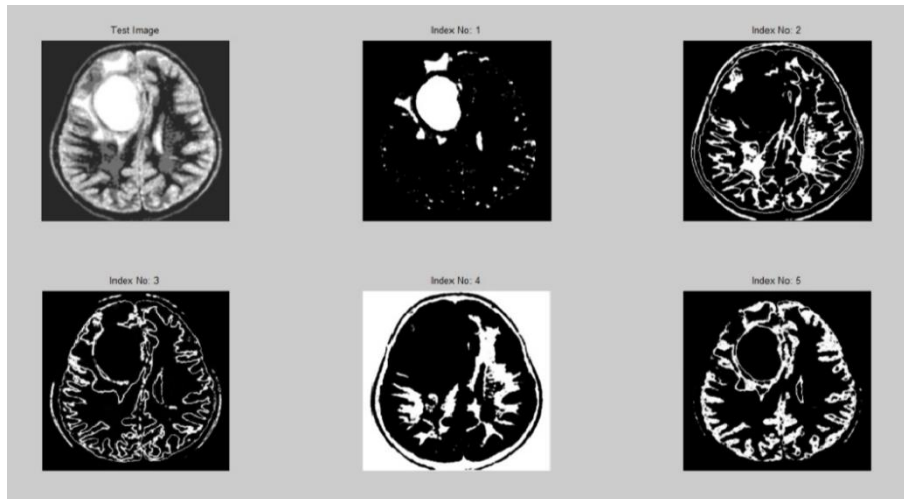 Test Image
Index No: 1
Index No: 2
Index No: 3
Index No: 4
Index No: 5